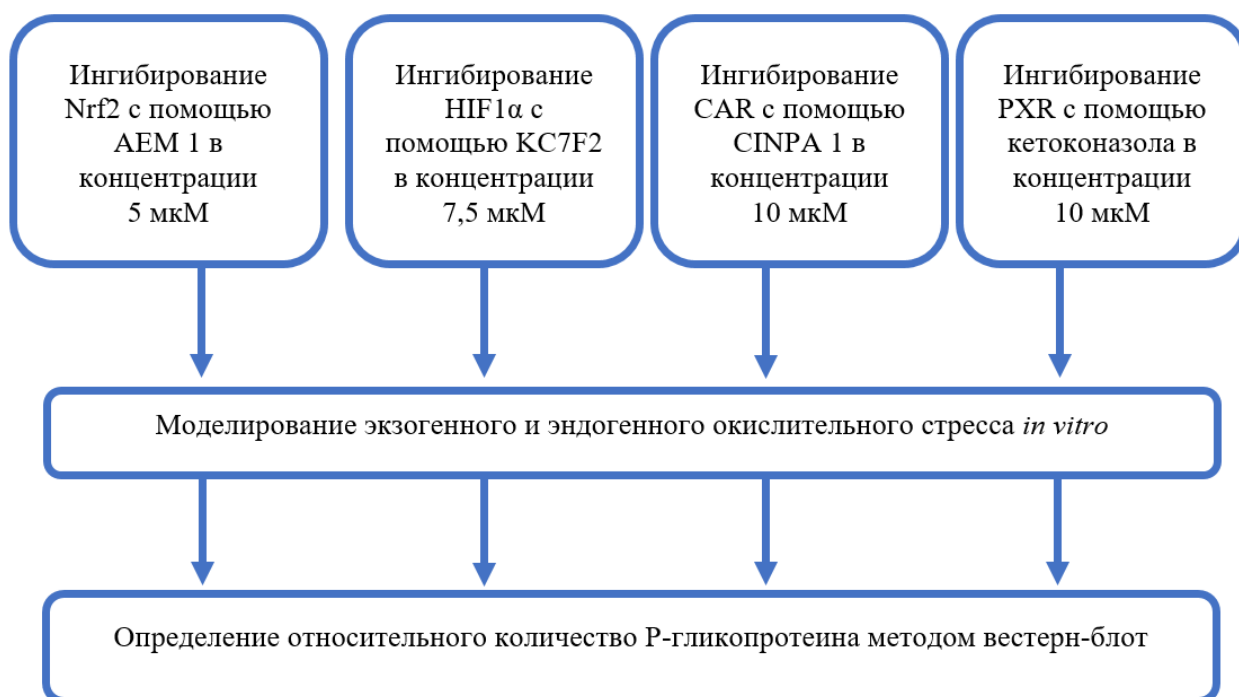 Ингибирование
Nrf2 с помощью
AEM 1 в
концентрации
5 мкМ
Ингибирование
HIF1α с
помощью KC7F2
в концентрации
7,5 мкМ
Ингибирование
CAR с помощью
CINPA 1 в
концентрации
10 мкМ
Ингибирование
PXR с помощью
кетоконазола в
концентрации
10 мкМ
Моделирование экзогенного и эндогенного окислительного стресса in vitro
Определение относительного количество Р-гликопротеина методом вестерн-блот